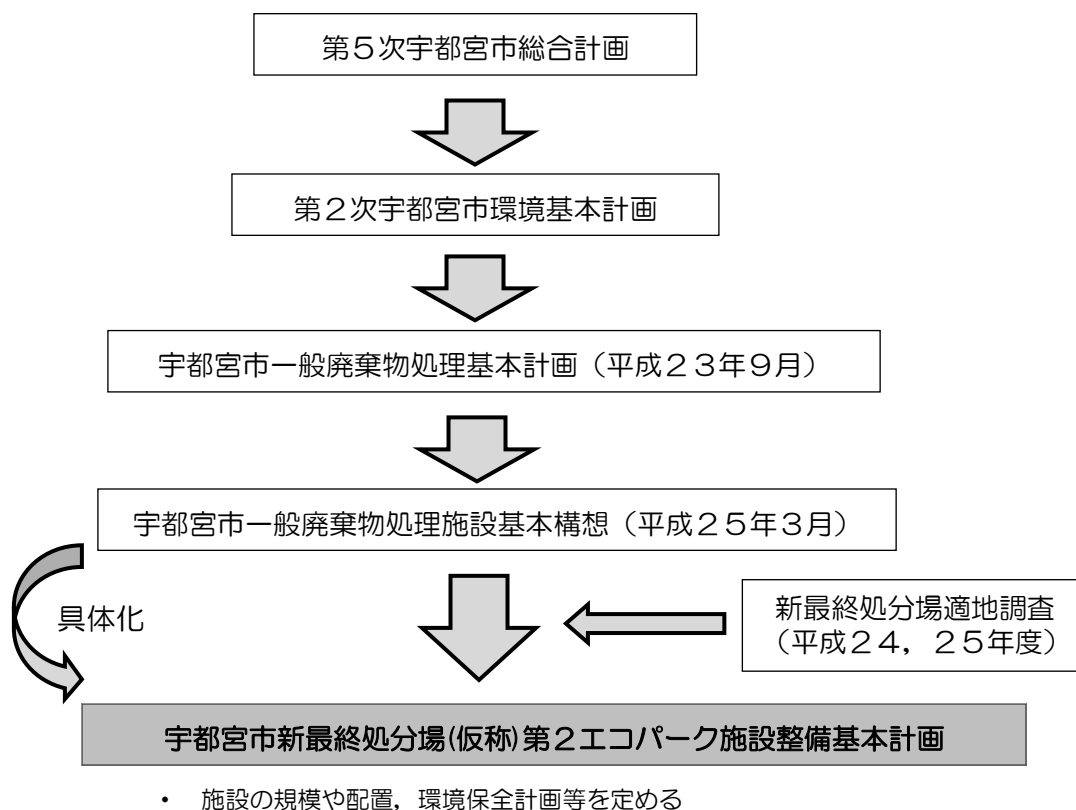 第５次宇都宮市総合計画
第２次宇都宮市環境基本計画
宇都宮市一般廃棄物処理基本計画（平成２３年９月）
宇都宮市一般廃棄物処理施設基本構想（平成２５年３月）
具体化
新最終処分場適地調査
（平成２４，２５年度）
宇都宮市新最終処分場(仮称)第２エコパーク施設整備基本計画
• 施設の規模や配置，環境保全計画等を定める